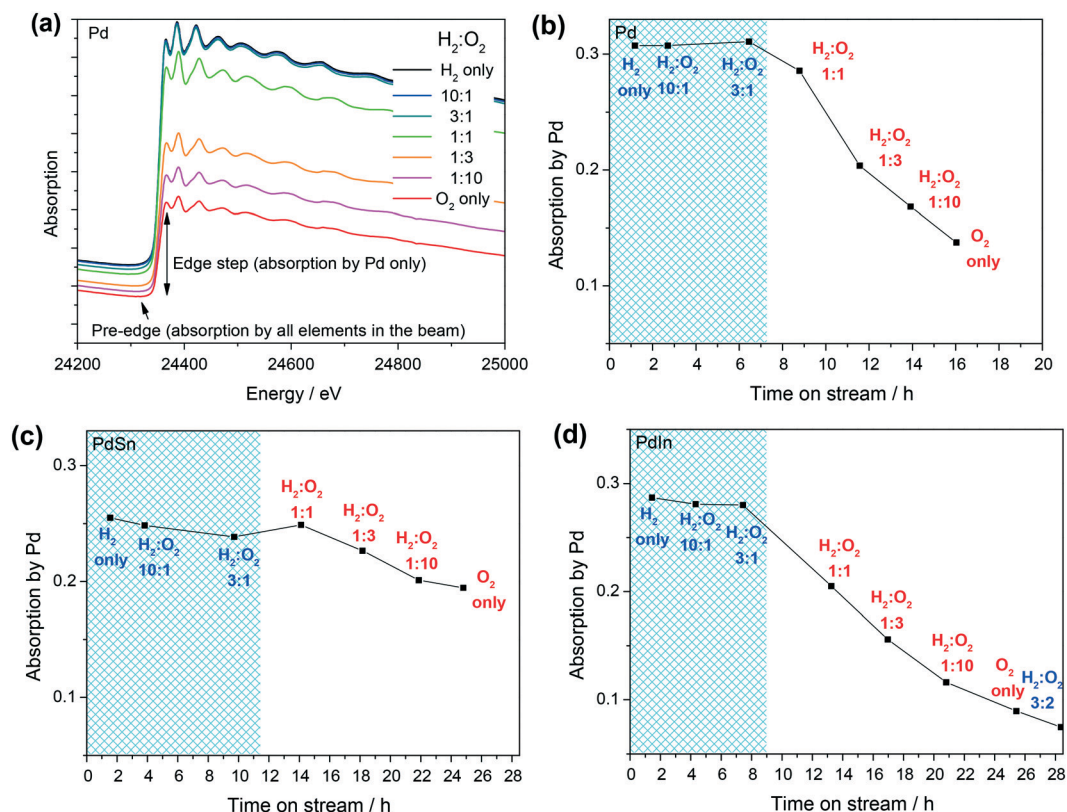 (a)
Pd
H2:O2
H2 only
10:1
3:1
1:1
1:3
1:10
O2 only
Edge step (absorption by Pd only)
Pre-edge (absorption by all elements in the beam)
Absorption
24200 24400 24600 24800 25000
Energy / eV
(b)
Pd
0.3
0.2
0.1
Absorption by Pd
H2
only
H2:O2
10:1
H2:O2
3:1
H2:O2
1:1
H2:O2
1:3
H2:O2
1:10
O2
only
0 2 4 6 8 10 12 14 16 18 20
Time on stream / h
(c)
PdSn
0.3
0.2
0.1
Absorption by Pd
H2
only
H2:O2
10:1
H2:O2
3:1
H2:O2
1:1
H2:O2
1:3
H2:O2
1:10
O2
only
0 2 4 6 8 10 12 14 16 18 20 22 24 26 28
Time on stream / h
(d)
PdIn
0.3
0.2
0.1
Absorption by Pd
H2
only
H2:O2
10:1
H2:O2
3:1
H2:O2
1:1
H2:O2
1:3
H2:O2
1:10
O2
only
H2:O2
3:2
0 2 4 6 8 10 12 14 16 18 20 22 24 26 28
Time on stream / h